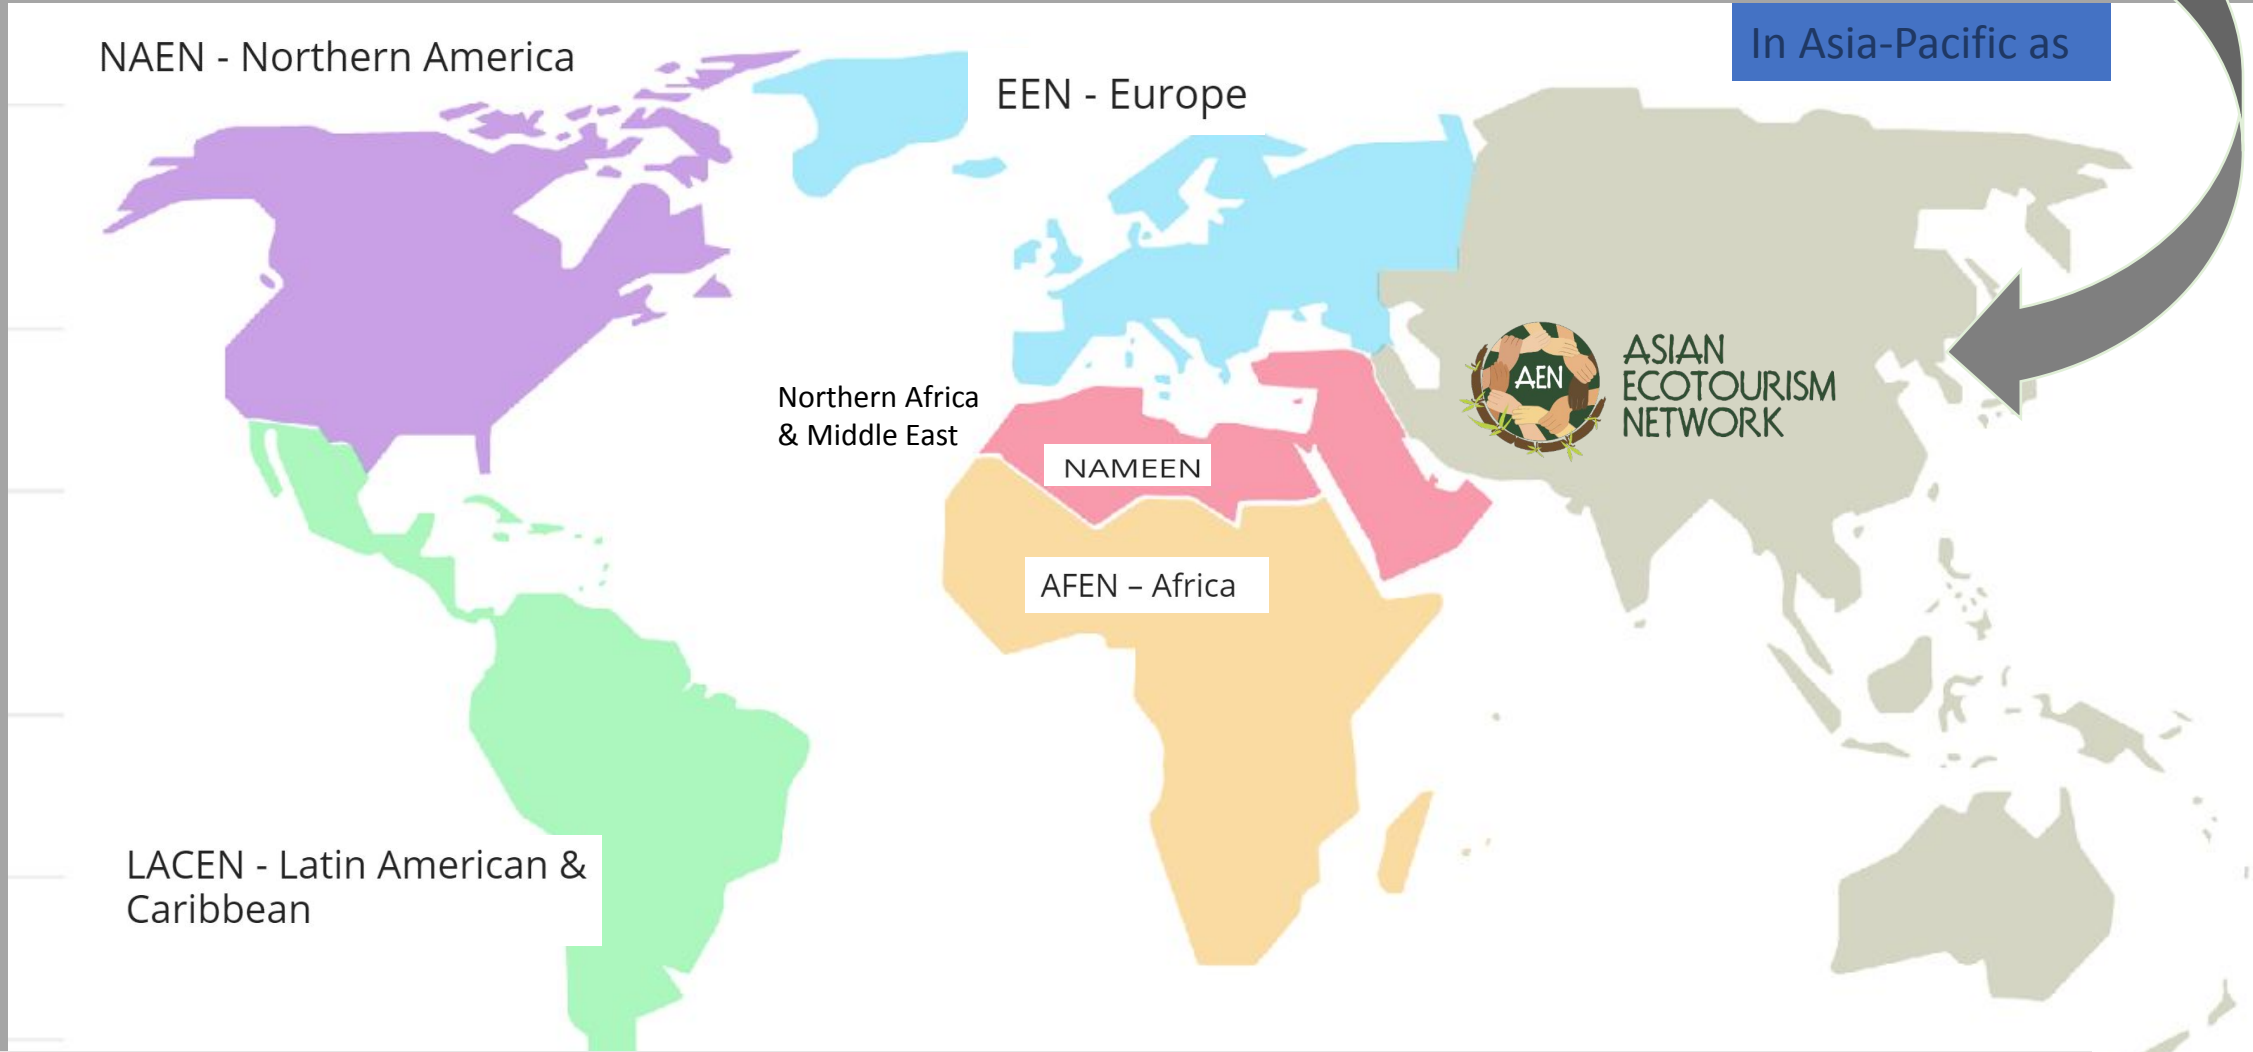 NAEN - Northern America
In Asia-Pacific as
EEN - Europe
AEN
ASIAN
ECOTOURISM
NETWORK
Northern Africa
& Middle East
NAMEEN
AFEN – Africa
LACEN - Latin American &
Caribbean